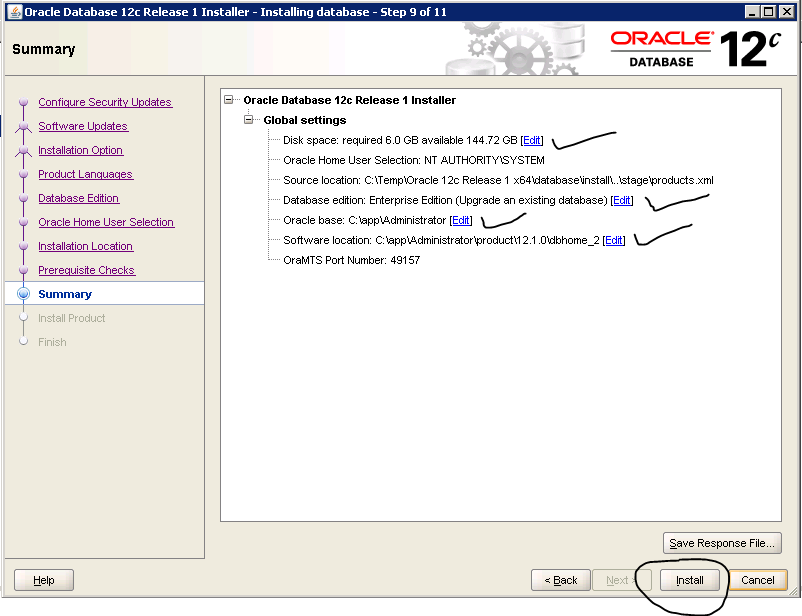 Oracle Database 12c Release 1 Installer - Installing database - Step 9 of 11
Summary
ORACLE®
DATABASE
12c
Configure Security Updates
Software Updates
Installation Option
Product Languages
Database Edition
Oracle Home User Selection
Installation Location
Prerequisite Checks
Summary
Install Product
Finish
Oracle Database 12c Release 1 Installer
Global settings
Disk space: required 6.0 GB available 144.72 GB [Edit]
Oracle Home User Selection: NT AUTHORITY\SYSTEM
Source location: C:\Temp\Oracle 12c Release 1 x64\database\install\..\stage\products.xml
Database edition: Enterprise Edition (Upgrade an existing database) [Edit]
Oracle base: C:\app\Administrator [Edit]
Software location: C:\app\Administrator\product\12.1.0\dbhome_2 [Edit]
OraMTS Port Number: 49157
Save Response File...
Help
< Back
Next >
Install
Cancel